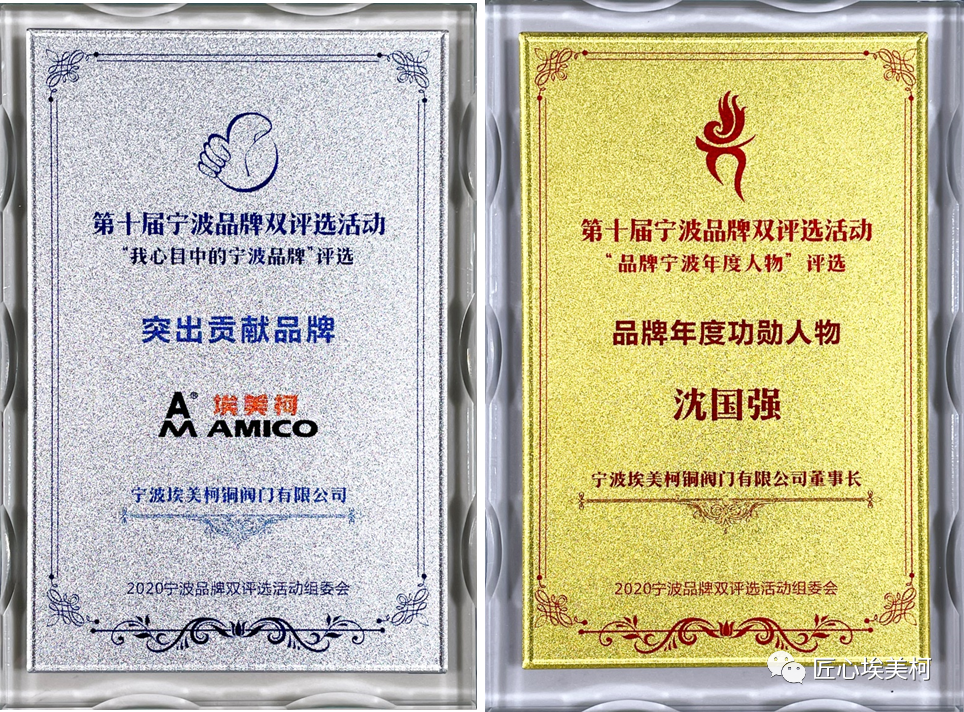 第十届宁波品牌双评选活动
“我心目中的宁波品牌”评选
突出贡献品牌
A® 埃美柯
M AMICO
宁波埃美柯铜阀门有限公司
2020宁波品牌双评选活动组委会
第十届宁波品牌双评选活动
“品牌宁波年度人物”评选
品牌年度功勋人物
沈国强
宁波埃美柯铜阀门有限公司董事长
2020宁波品牌双评选活动组委会
匠心埃美柯